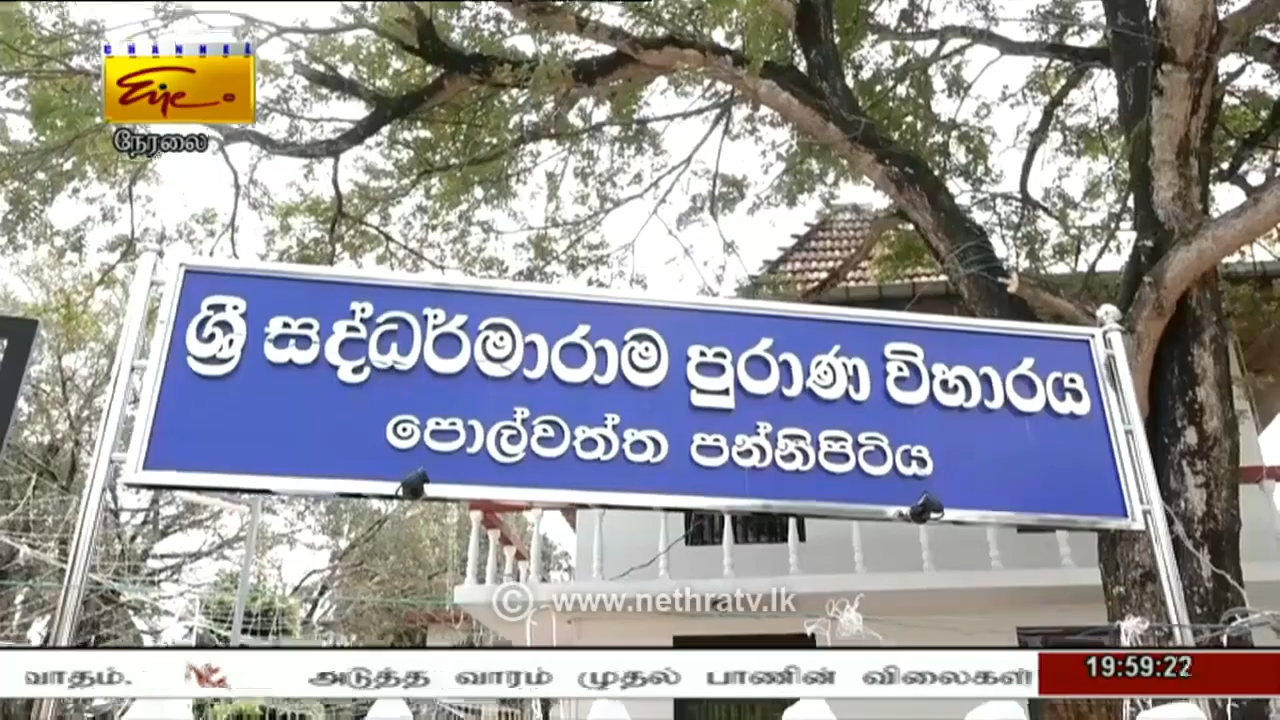 CHANNEL
Eye
நேரலை
ශ්‍රී සද්ධර්මාරාම පුරාණ විහාරය
පොල්වත්ත පන්නිපිටිය
© www.nethratv.lk
வாதம். அடுத்த வாரம் முதல் பாணின் விலைகள்
19:59:22